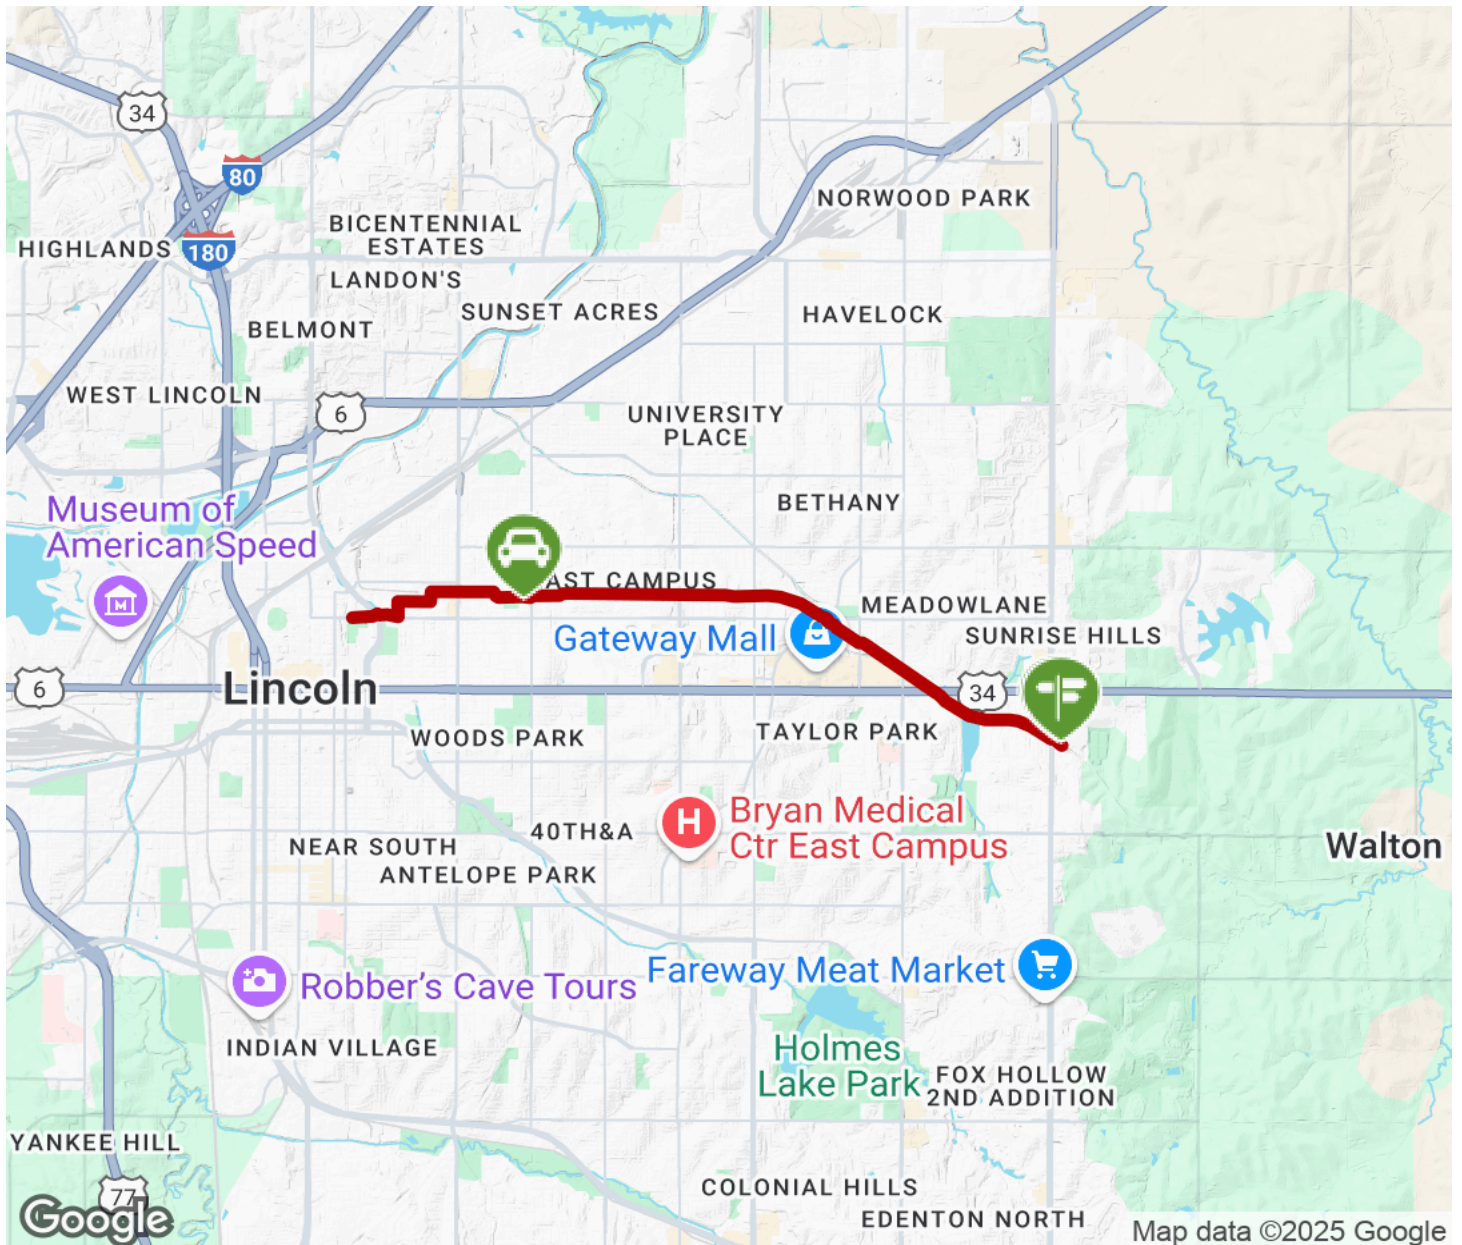 34
80
NORWOOD PARK
BICENTENNIAL
ESTATES
HIGHLANDS
180
LANDON'S
SUNSET ACRES
HAVELOCK
BELMONT
WEST LINCOLN
6
UNIVERSITY
PLACE
Museum of
American Speed
BETHANY
M
AST CAMPUS
MEADOWLANE
Gateway Mall
SUNRISE HILLS
6
Lincoln
34
WOODS PARK
TAYLOR PARK
H
Bryan Medical
Ctr East Campus
40TH&A
NEAR SOUTH
Walton
ANTELOPE PARK
Fareway Meat Market
Robber's Cave Tours
INDIAN VILLAGE
Holmes
Lake Park
FOX HOLLOW
2ND ADDITION
YANKEE HILL
77
COLONIAL HILLS
EDENTON NORTH
Google
Map data ©2025 Google